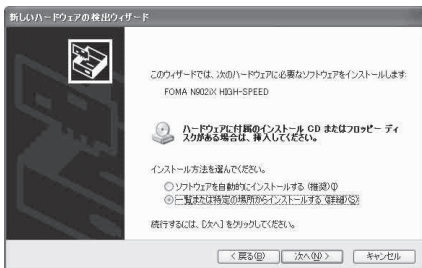 新しいハードウェアの検出ウィザード
このウィザードでは、次のハードウェアに必要なソフトウェアをインストールします:
FOMA N902iX HIGH-SPEED
ハードウェアに付属のインストール CD またはフロッピー ディ
スクがある場合は、挿入してください。
インストール方法を選んでください。
ソフトウェアを自動的にインストールする (推奨)(I)
一覧または特定の場所からインストールする (詳細)(S)
続行するには、[次へ] をクリックしてください。
< 戻る(B) 次へ(N) > キャンセル